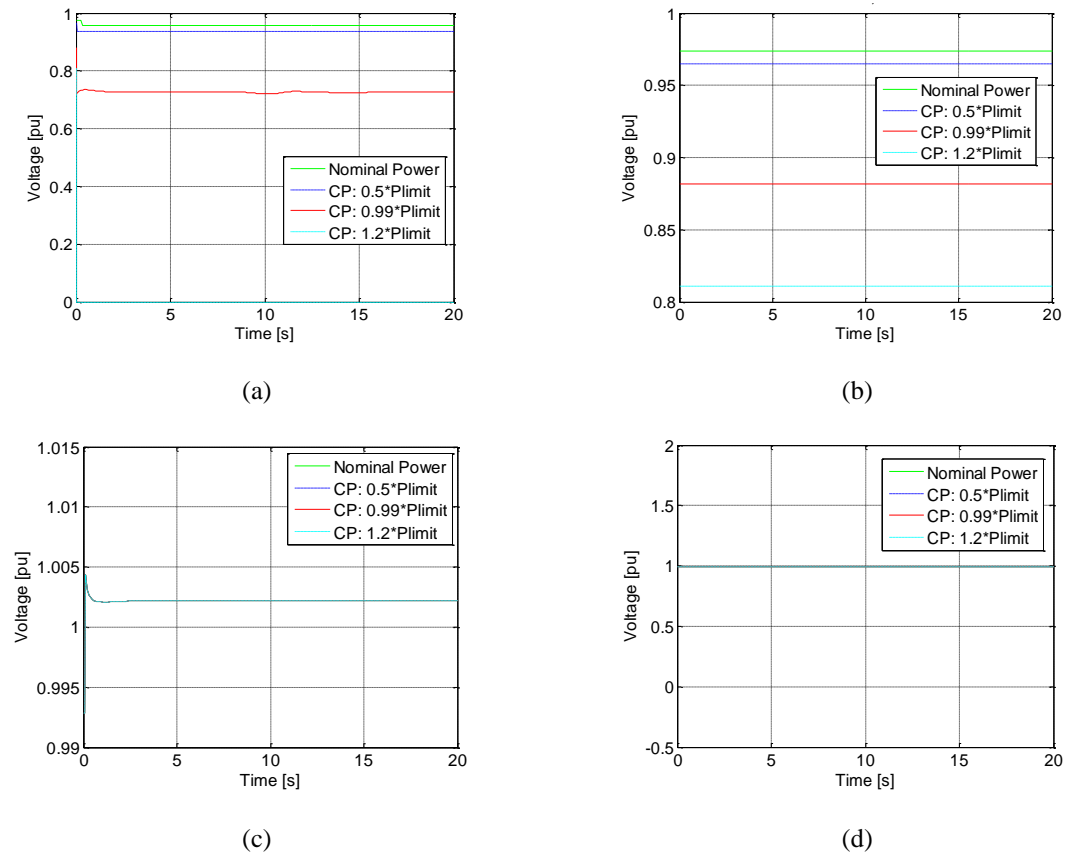 1
0.8
0.6
0.4
0.2
0
Voltage [pu]
0 5 10 15 20
Time [s]
Nominal Power
CP: 0.5*Plimit
CP: 0.99*Plimit
CP: 1.2*Plimit
(a)
1
0.95
0.9
0.85
0.8
Voltage [pu]
0 5 10 15 20
Time [s]
Nominal Power
CP: 0.5*Plimit
CP: 0.99*Plimit
CP: 1.2*Plimit
(b)
1.015
1.01
1.005
1
0.995
0.99
Voltage [pu]
0 5 10 15 20
Time [s]
Nominal Power
CP: 0.5*Plimit
CP: 0.99*Plimit
CP: 1.2*Plimit
(c)
2
1.5
1
0.5
0
-0.5
Voltage [pu]
0 5 10 15 20
Time [s]
Nominal Power
CP: 0.5*Plimit
CP: 0.99*Plimit
CP: 1.2*Plimit
(d)